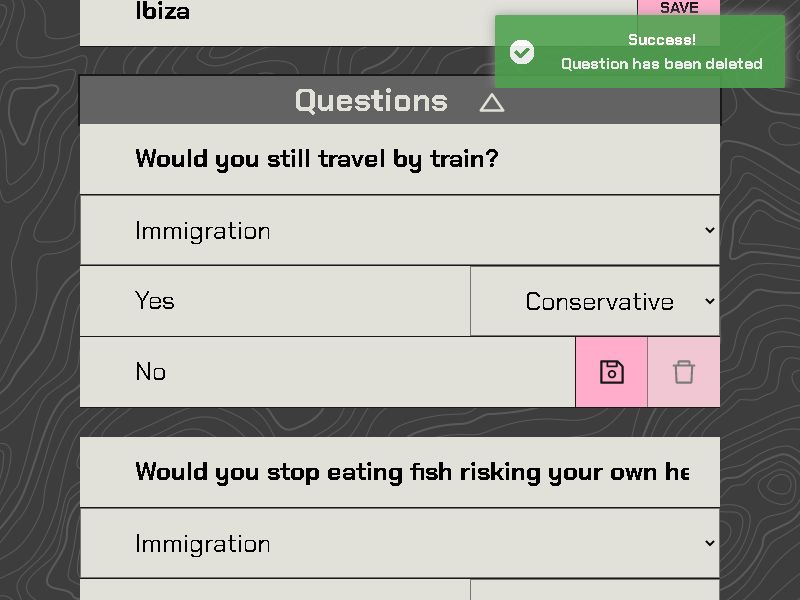 Ibiza
SAVE
Success!
Question has been deleted
Questions
Would you still travel by train?
Immigration
Yes
Conservative
No
Would you stop eating fish risking your own he
Immigration